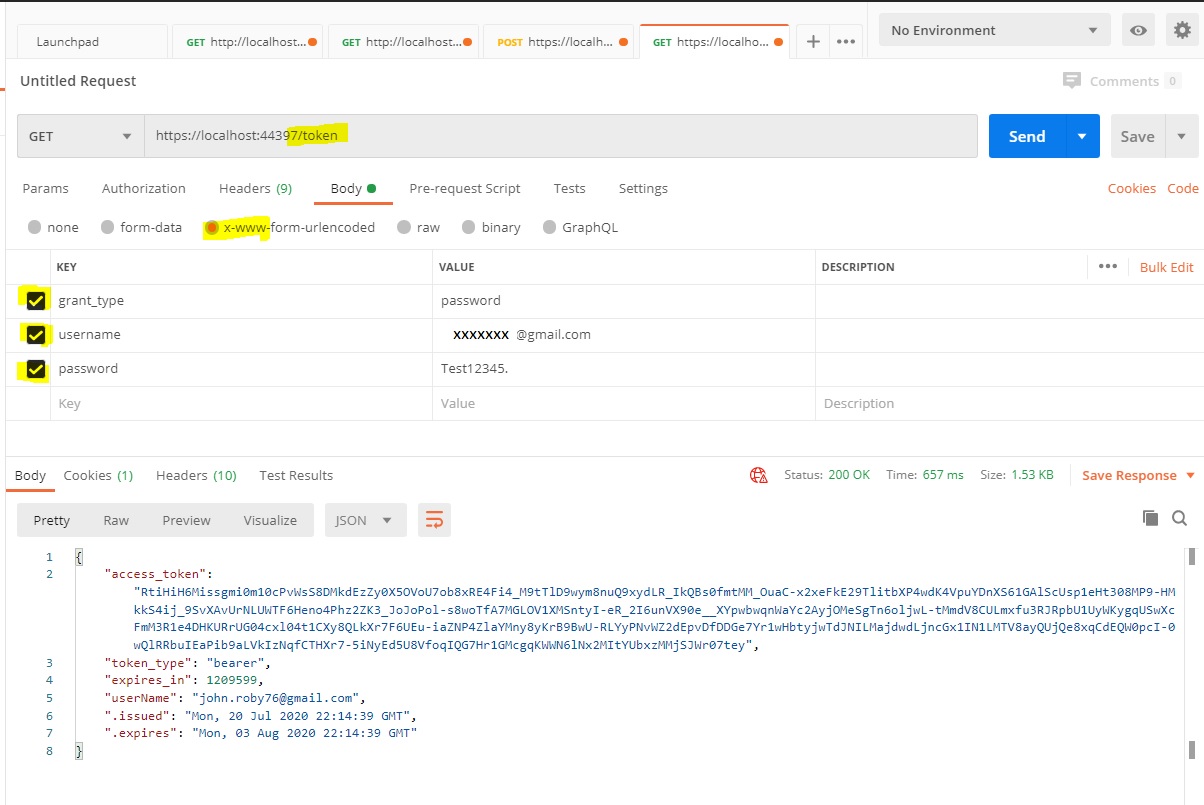 Launchpad
GET http://localhost...
GET http://localhost...
POST https://localh...
GET https://localho...
+ •••
No Environment
Untitled Request
Comments 0
GET
https://localhost:44397/token
Send
Save
Params Authorization Headers (9) Body Pre-request Script Tests Settings
Cookies Code
none form-data x-www-form-urlencoded raw binary GraphQL
KEY VALUE DESCRIPTION ••• Bulk Edit
grant_type password
username xxxxxxx @gmail.com
password Test12345.
Key Value Description
Body Cookies (1) Headers (10) Test Results
Status: 200 OK Time: 657 ms Size: 1.53 KB Save Response
Pretty Raw Preview Visualize JSON
1 {
2 "access_token":
"RtiHiH6Missgmi0m10cPvWsS8DMkdEzZy0X5OVoU7ob8xRE4Fi4_M9tTlD9wym8nuQ9xydLR_IkQBs0fmtMM_OuaC-x2xeFkE29TlitbXP4wdK4VpuYDnXS61GAlScUsp1eHt308MP9-HM
kkS4ij_9SvXAvUrNLUWTF6Heno4Phz2ZK3_JoJoPol-s8woTfA7MGLOV1XMSntyI-eR_2I6unVX90e__XYpwbwqnWaYc2AyjOMeSgTn6oljwL-tMmdV8CULmxfu3RJRpbU1UyWKygqUSwXc
FmM3R1e4DHKURrUG04cxl04t1CXy8QLkXr7F6UEu-iaZNP4ZlaYMny8yKrB9BwU-RLYyPNvWZ2dEpvDfDDGe7Yr1wHbtyjwTdJNILMajdwdLjncGx1IN1LMTV8ayQUjQe8xqCdEQW0pcI-0
wQlRRbuIEaPib9aLVkIzNqfCTHXr7-5iNyEd5U8VfoqIQG7Hr1GMcgqKWWN6lNx2MItYUbxzMMjSJWr07tey",
3 "token_type": "bearer",
4 "expires_in": 1209599,
5 "userName": "john.roby76@gmail.com",
6 ".issued": "Mon, 20 Jul 2020 22:14:39 GMT",
7 ".expires": "Mon, 03 Aug 2020 22:14:39 GMT"
8 }